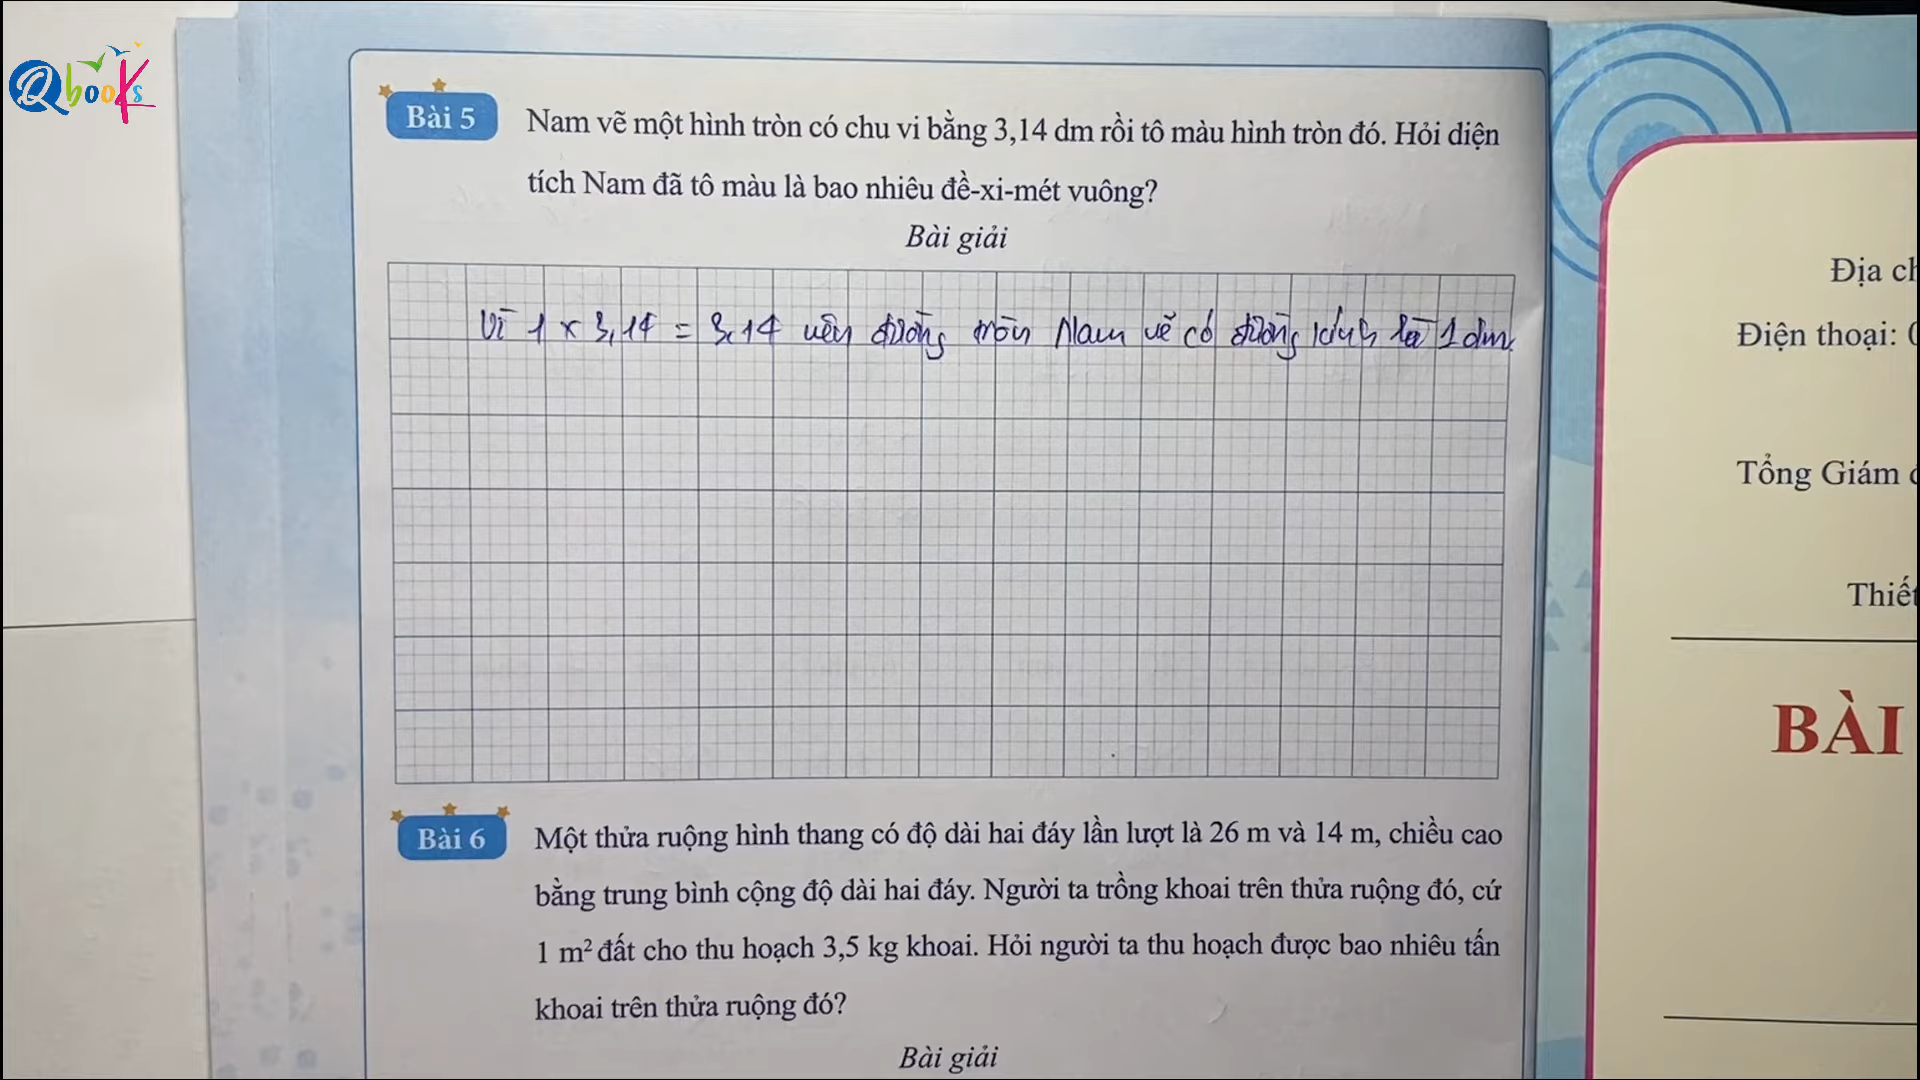 Qbooks
Bài 5
Nam vẽ một hình tròn có chu vi bằng 3,14 dm rồi tô màu hình tròn đó. Hỏi diện
tích Nam đã tô màu là bao nhiêu đề-xi-mét vuông?
Bài giải
Vì 1 x 3,14 = 3,14 nên đường tròn Nam vẽ có đường kính là 1 dm.
Bài 6
Một thửa ruộng hình thang có độ dài hai đáy lần lượt là 26 m và 14 m, chiều cao
bằng trung bình cộng độ dài hai đáy. Người ta trồng khoai trên thửa ruộng đó, cứ
1 m² đất cho thu hoạch 3,5 kg khoai. Hỏi người ta thu hoạch được bao nhiêu tấn
khoai trên thửa ruộng đó?
Bài giải
Địa ch
Điện thoại: 0
Tổng Giám đ
Thiết
BÀI